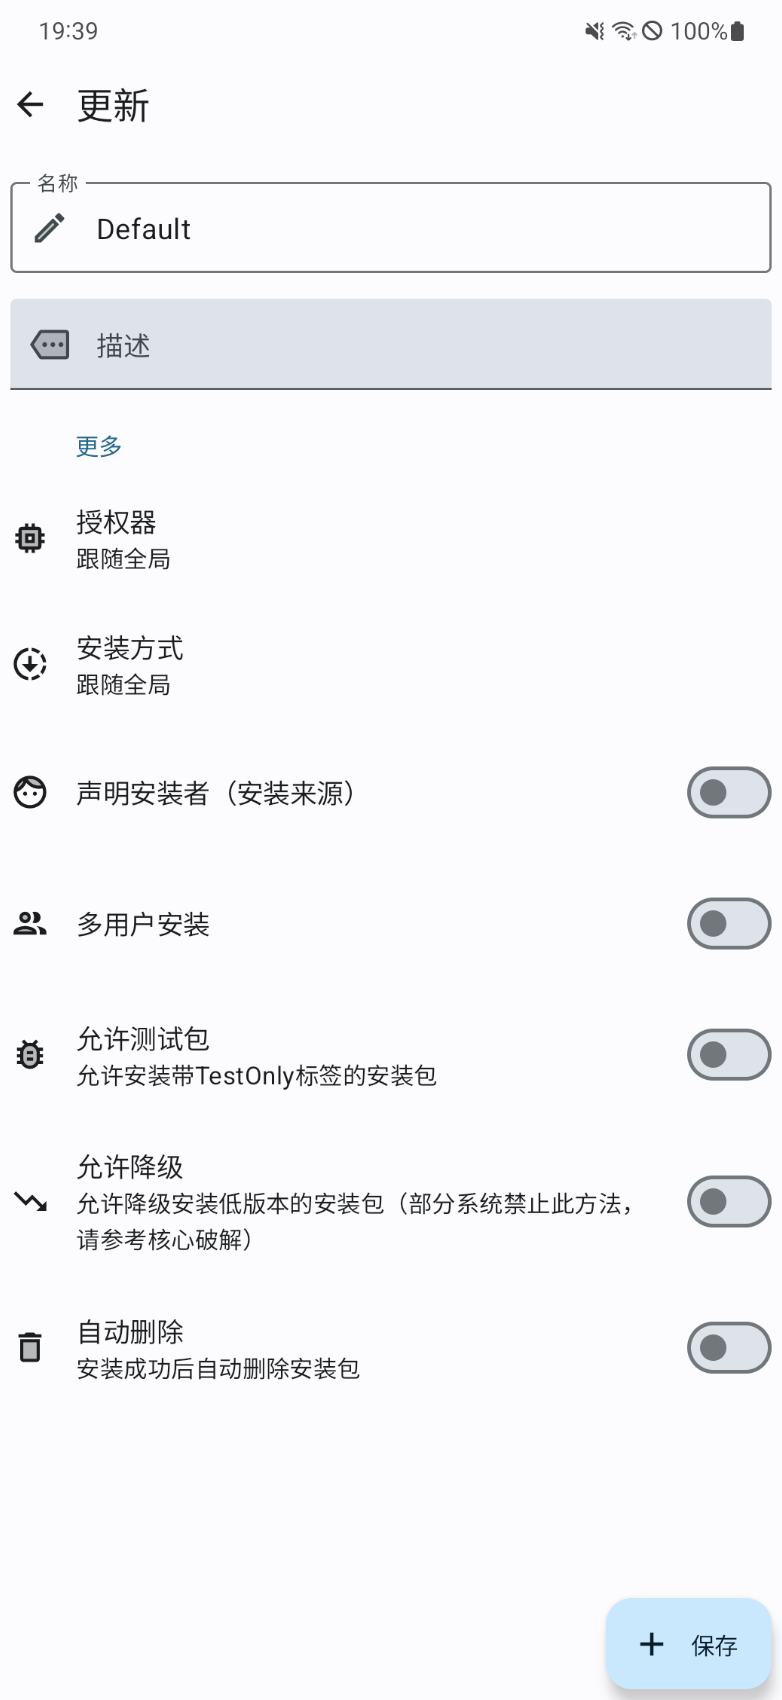 19:39
100%
更新
名称
Default
描述
更多
授权器
跟随全局
安装方式
跟随全局
声明安装者（安装来源）
多用户安装
允许测试包
允许安装带TestOnly标签的安装包
允许降级
允许降级安装低版本的安装包（部分系统禁止此方法，
请参考核心破解）
自动删除
安装成功后自动删除安装包
保存